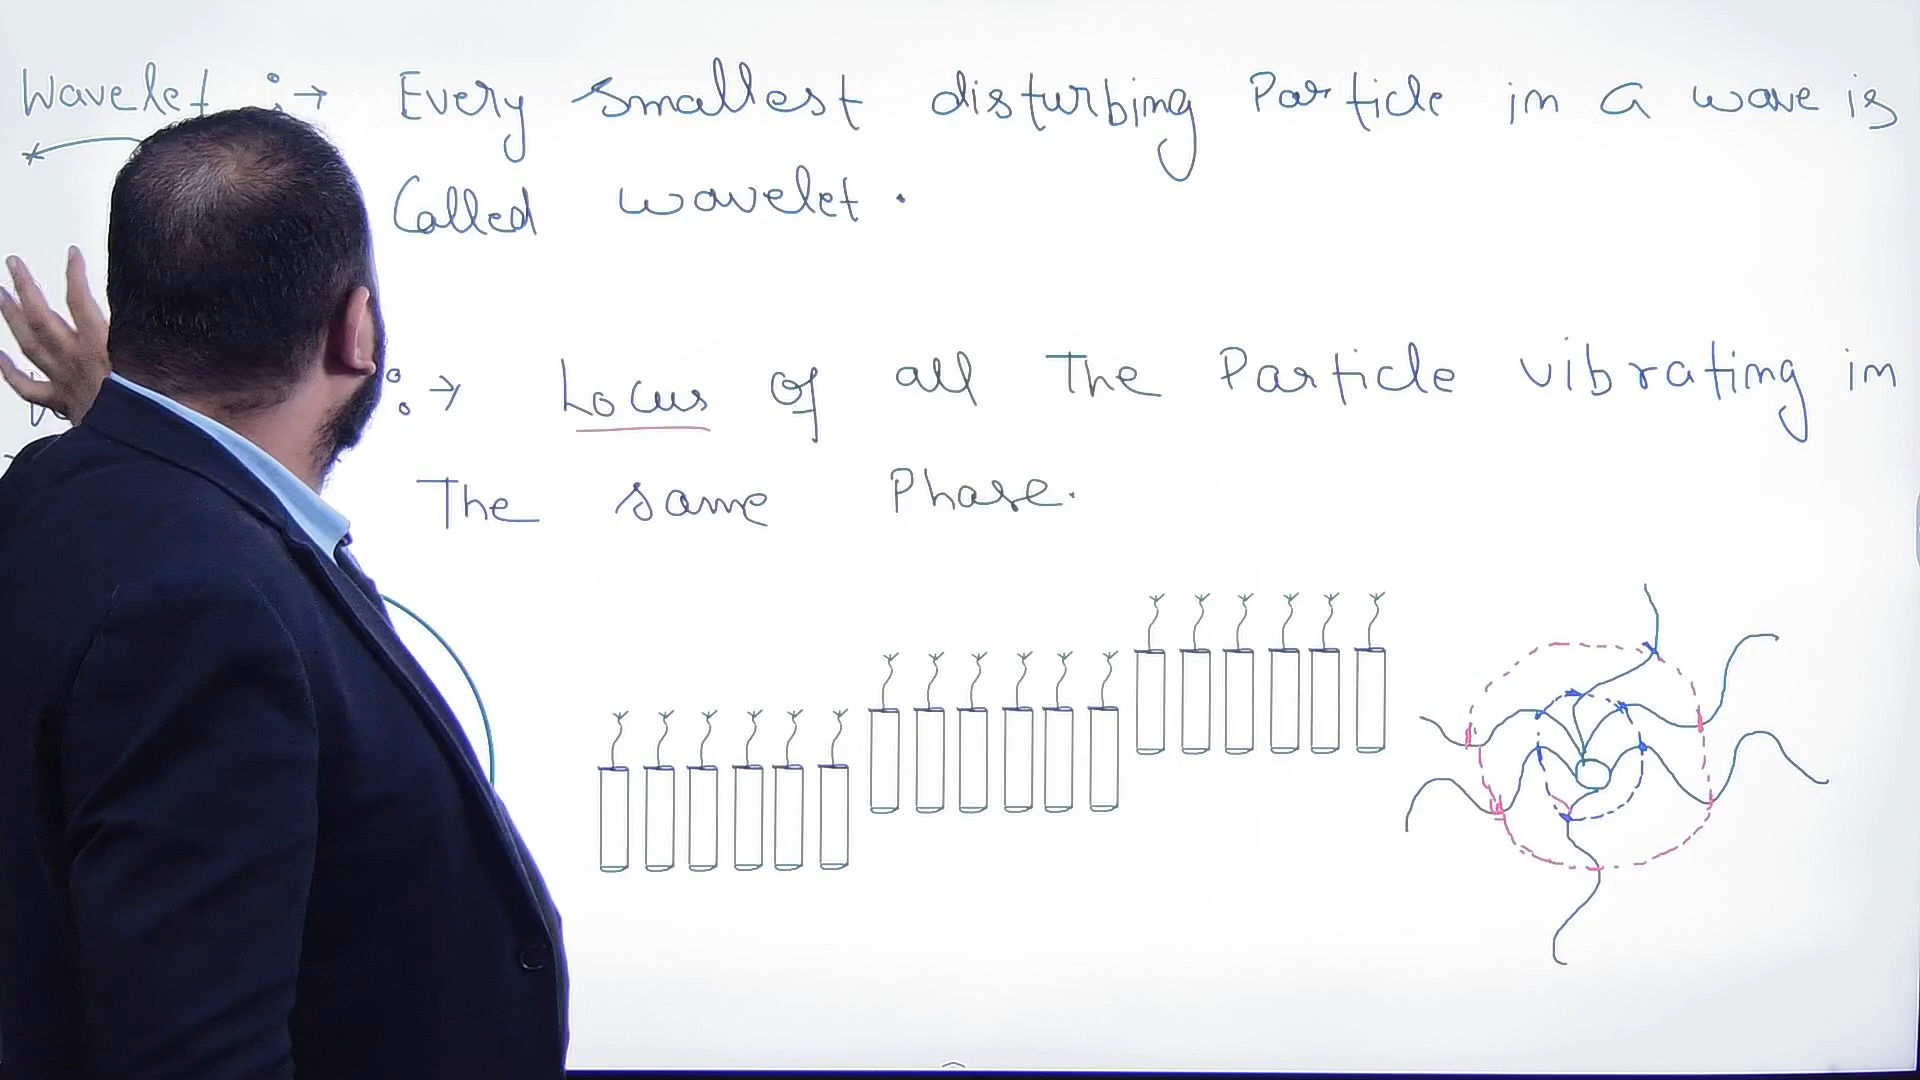 Wavelet :→ Every smallest disturbing Particle in a wave is
Called wavelet.
:→ Locus of all The Particle vibrating in
The same Phase.